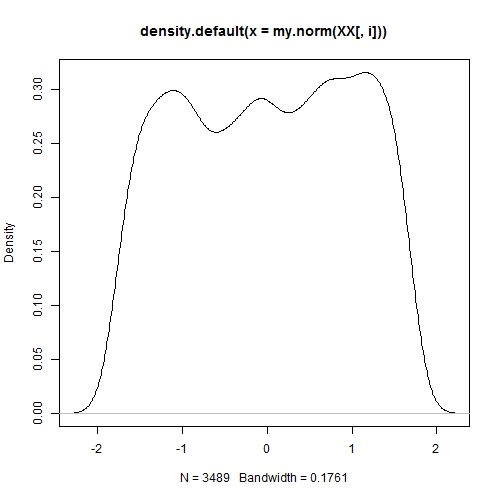 density.default(x = my.norm(XX[, i]))
Density
0.30
0.25
0.20
0.15
0.10
0.05
0.00
-2 -1 0 1 2
N = 3489 Bandwidth = 0.1761